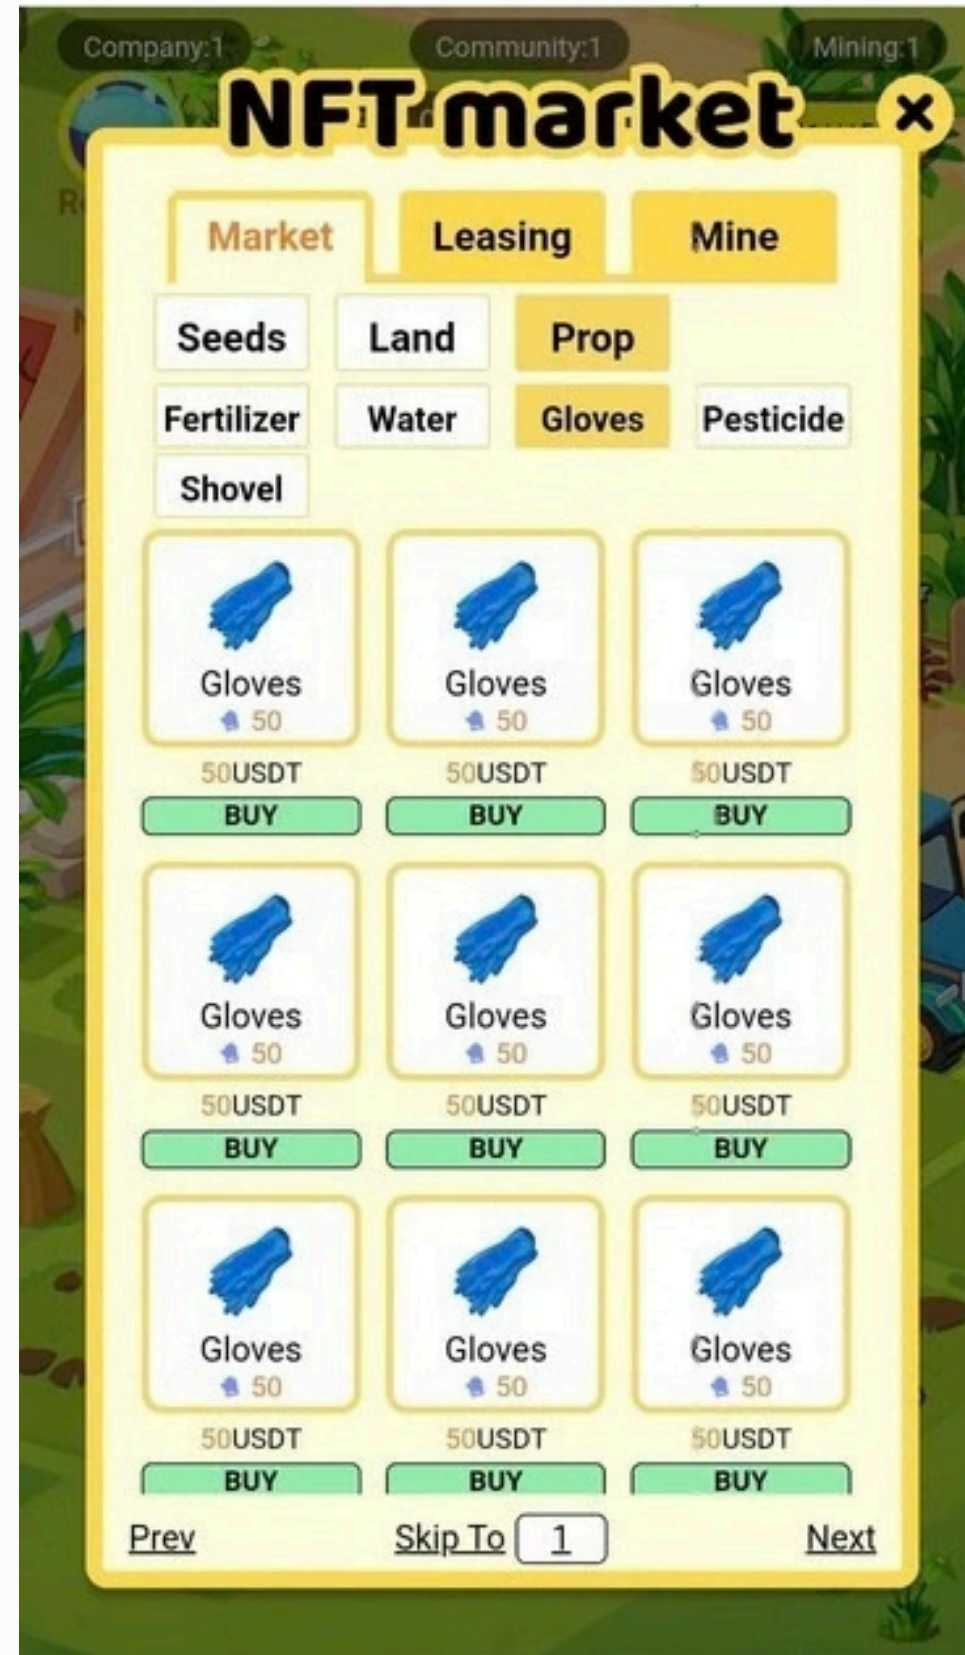 Company:1 Community:1 Mining:1
NFT market
Market Leasing Mine
Seeds Land Prop
Fertilizer Water Gloves Pesticide
Shovel
Gloves Gloves Gloves
50 50 50
50USDT 50USDT 50USDT
BUY BUY BUY
Gloves Gloves Gloves
50 50 50
50USDT 50USDT 50USDT
BUY BUY BUY
Gloves Gloves Gloves
50 50 50
50USDT 50USDT 50USDT
BUY BUY BUY
Prev Skip To 1 Next